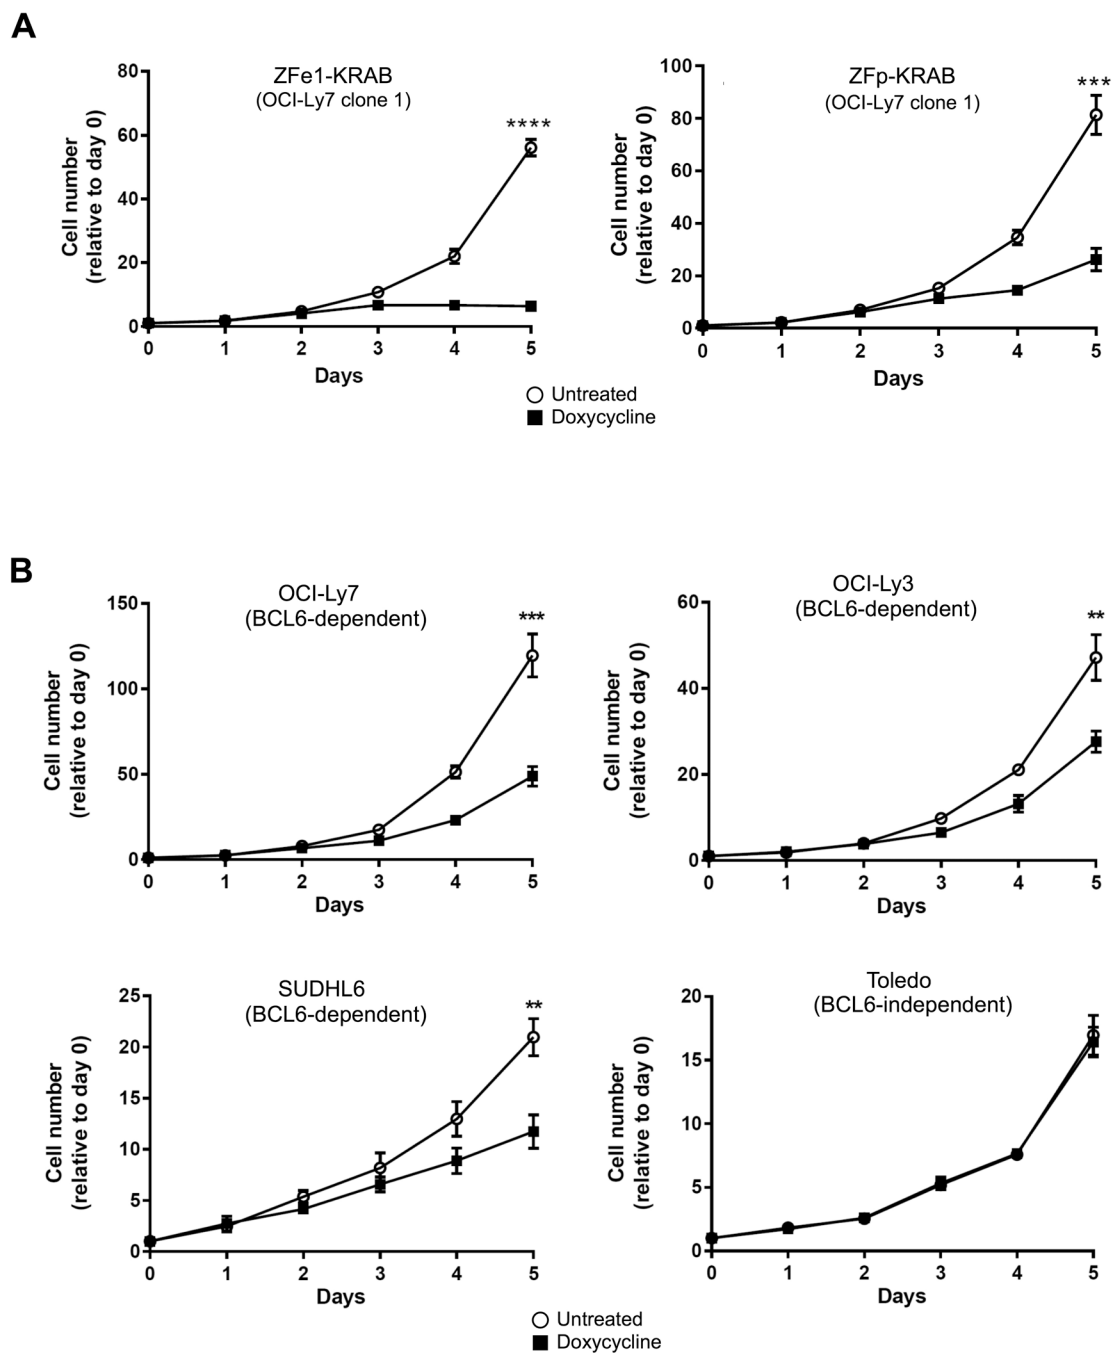 A
ZFe1-KRAB
(OCI-Ly7 clone 1)
****
Cell number
(relative to day 0)
80
60
40
20
0
0 1 2 3 4 5
Days
ZFp-KRAB
(OCI-Ly7 clone 1)
***
Cell number
(relative to day 0)
100
80
60
40
20
0
0 1 2 3 4 5
Days
Untreated
Doxycycline
B
OCI-Ly7
(BCL6-dependent)
***
Cell number
(relative to day 0)
150
100
50
0
0 1 2 3 4 5
Days
OCI-Ly3
(BCL6-dependent)
**
Cell number
(relative to day 0)
60
40
20
0
0 1 2 3 4 5
Days
SUDHL6
(BCL6-dependent)
**
Cell number
(relative to day 0)
25
20
15
10
5
0
0 1 2 3 4 5
Days
Toledo
(BCL6-independent)
Cell number
(relative to day 0)
20
15
10
5
0
0 1 2 3 4 5
Days
Untreated
Doxycycline